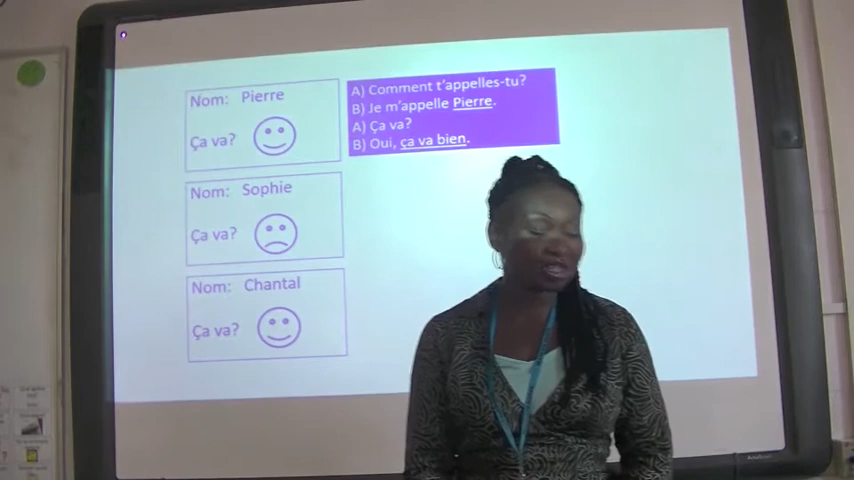 Nom: Pierre
Ça va?
A) Comment t'appelles-tu?
B) Je m'appelle Pierre.
A) Ça va?
B) Oui, ça va bien.
Nom: Sophie
Ça va?
Nom: Chantal
Ça va?